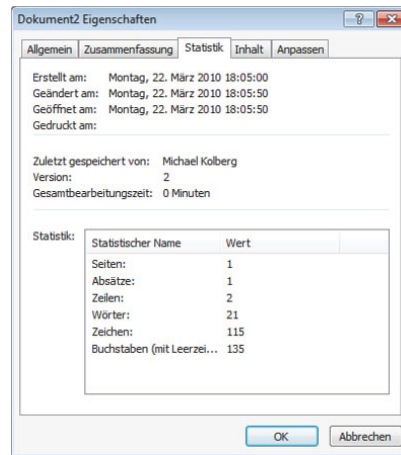 Dokument2 Eigenschaften
Allgemein Zusammenfassung Statistik Inhalt Anpassen
Erstellt am: Montag, 22. März 2010 18:05:00
Geändert am: Montag, 22. März 2010 18:05:50
Geöffnet am: Montag, 22. März 2010 18:05:50
Gedruckt am:
Zuletzt gespeichert von: Michael Kolberg
Version: 2
Gesamtbearbeitungszeit: 0 Minuten
Statistik:
Statistischer Name Wert
Seiten: 1
Absätze: 1
Zeilen: 2
Wörter: 21
Zeichen: 115
Buchstaben (mit Leerzei... 135
OK Abbrechen